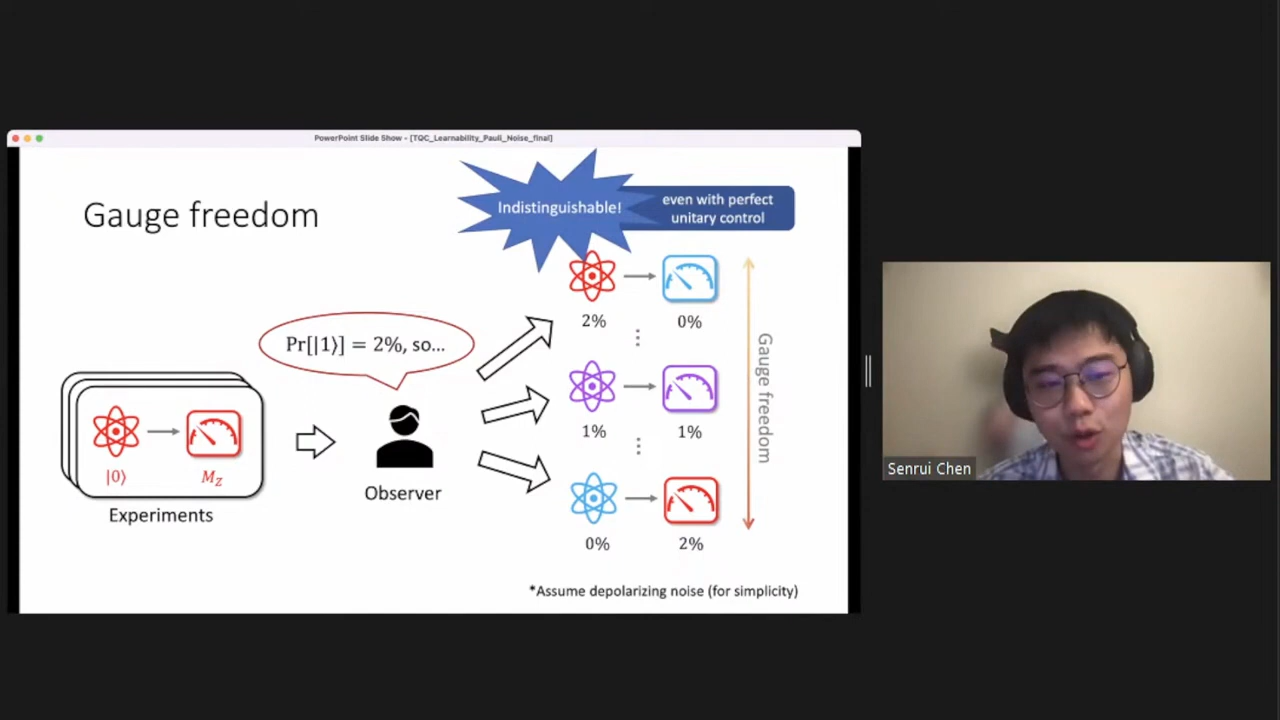 PowerPoint Slide Show - [TQC_Learnability_Pauli_Noise_final]
Gauge freedom
Indistinguishable!
even with perfect
unitary control
2%
0%
Pr[|1⟩] = 2%, so...
1%
1%
Gauge freedom
|0⟩
M_Z
Experiments
Observer
0%
2%
*Assume depolarizing noise (for simplicity)
Senrui Chen